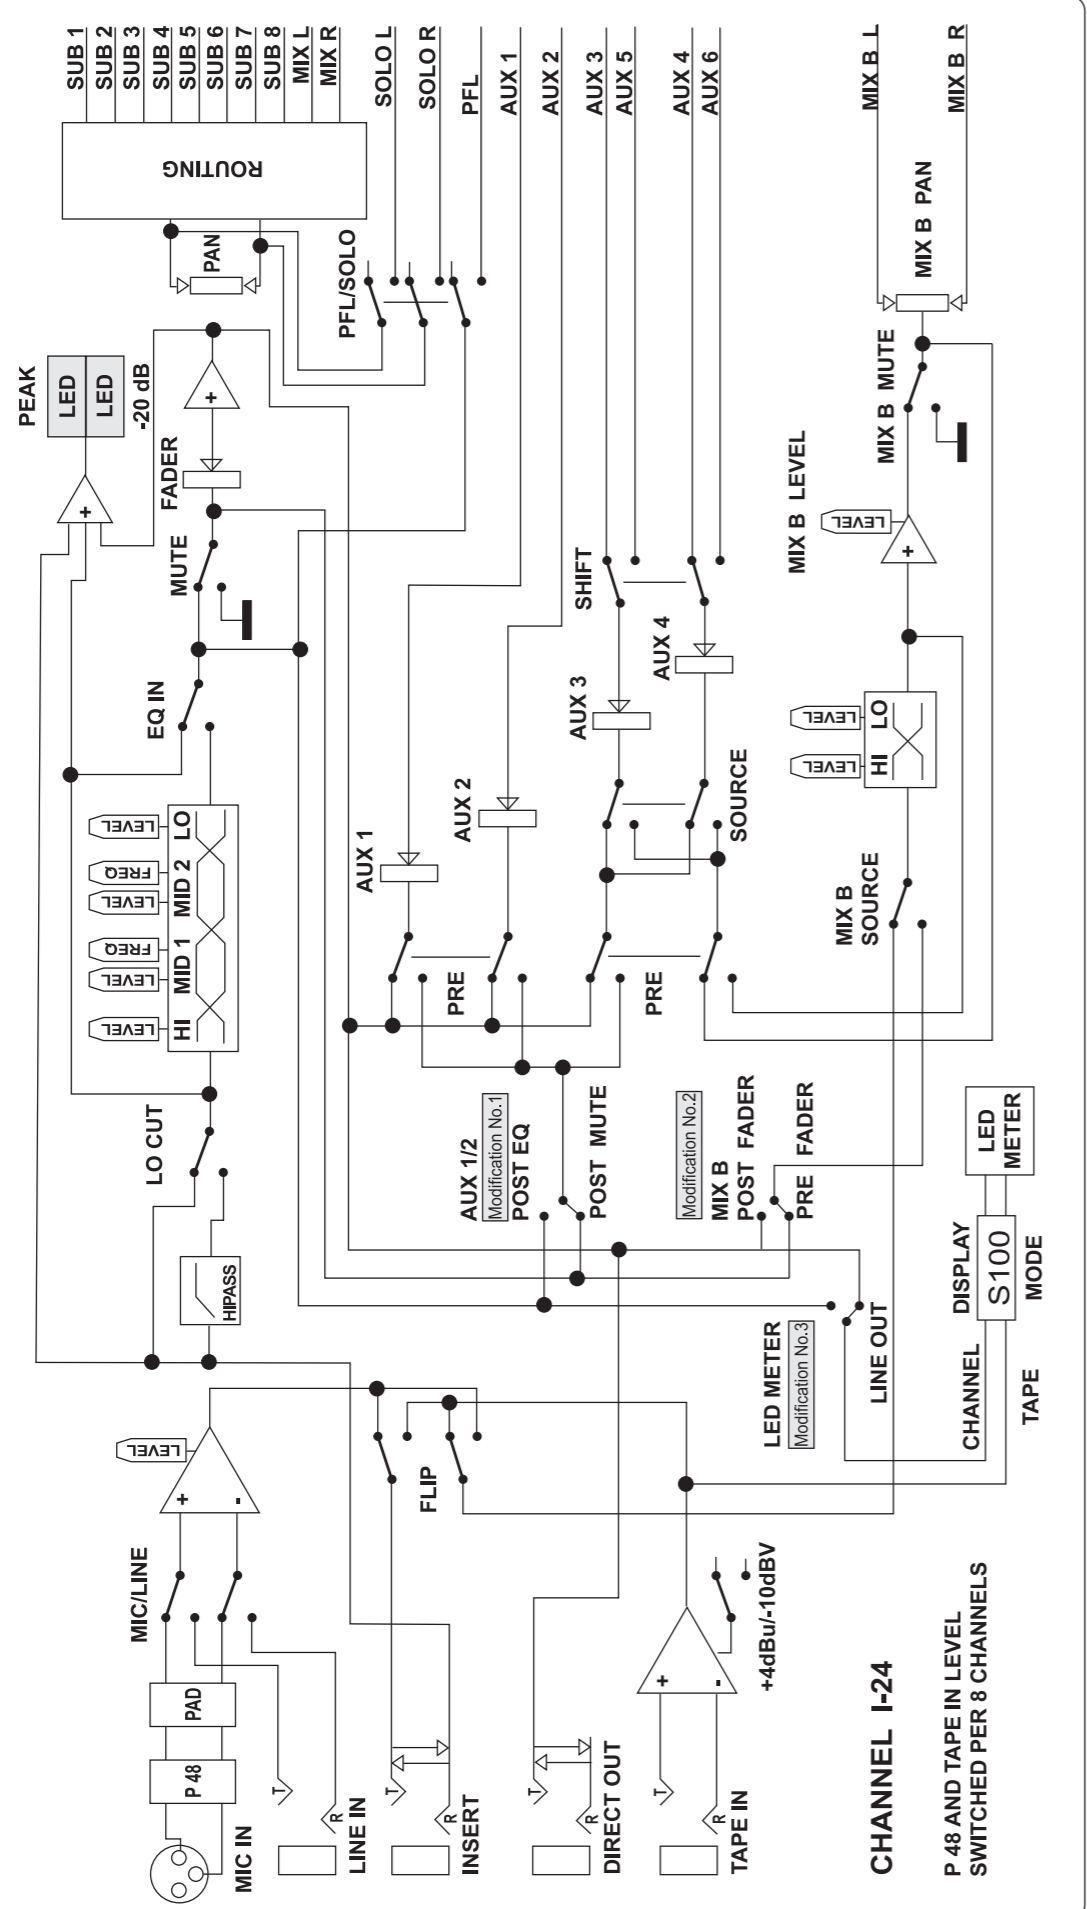 SUB 1
SUB 2
SUB 3
SUB 4
SUB 5
SUB 6
SUB 7
SUB 8
MIX L
MIX R
SOLO L
SOLO R
PFL
AUX 1
AUX 2
AUX 3
AUX 5
AUX 4
AUX 6
MIX B L
MIX B R
ROUTING
PAN
PFL/SOLO
MIX B PAN
PEAK
LED
LED
-20 dB
+
FADER
+
MUTE
EQ IN
SHIFT
AUX 3
AUX 4
SOURCE
MIX B MUTE
MIX B LEVEL
LEVEL
+
LEVEL
LEVEL
HI
LO
MIX B
SOURCE
LEVEL
FREQ
LEVEL
FREQ
LEVEL
LEVEL
HI
MID 1
MID 2
LO
AUX 1
AUX 2
PRE
PRE
LO CUT
HIPASS
AUX 1/2
Modification No.1
POST EQ
POST MUTE
Modification No.2
MIX B
POST FADER
PRE FADER
LED METER
Modification No.3
LINE OUT
LED
METER
DISPLAY
S100
MODE
CHANNEL
TAPE
LEVEL
+
-
MIC/LINE
FLIP
PAD
P 48
MIC IN
T
R
LINE IN
T
R
INSERT
T
R
DIRECT OUT
T
R
TAPE IN
+
-
+4dBu/-10dBV
CHANNEL I-24
P 48 AND TAPE IN LEVEL
SWITCHED PER 8 CHANNELS